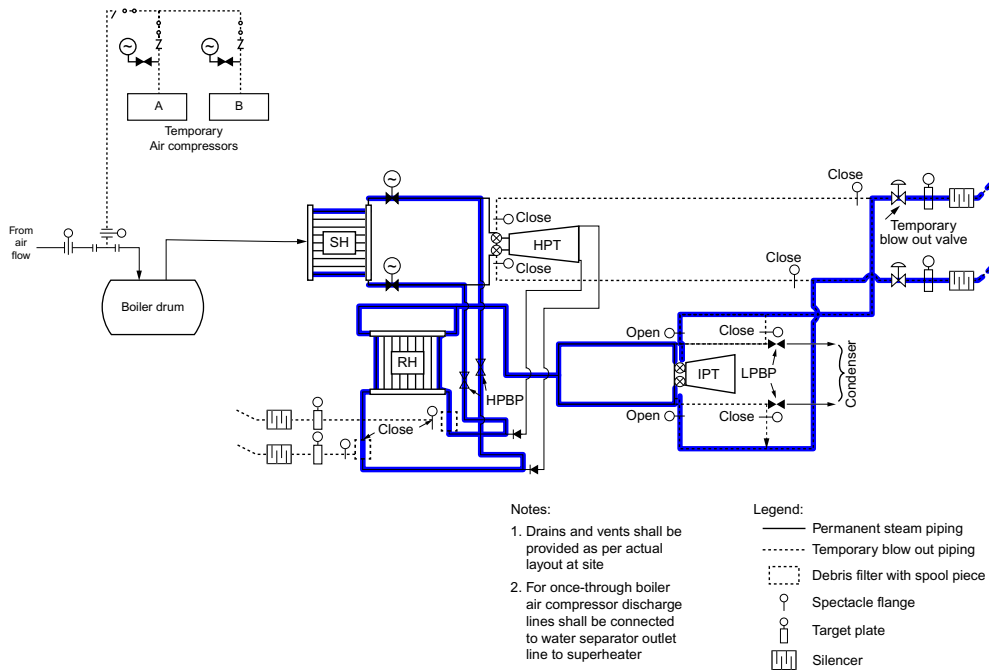 A
B
Temporary
Air compressors
From
air
flow
Boiler drum
SH
Close
HPT
Close
Close
Temporary
blow out valve
Close
Open
Close
RH
HPBP
IPT
LPBP
Condenser
Close
Open
Close
Notes:
1. Drains and vents shall be
provided as per actual
layout at site
2. For once-through boiler
air compressor discharge
lines shall be connected
to water separator outlet
line to superheater
Legend:
Permanent steam piping
Temporary blow out piping
Debris filter with spool piece
Spectacle flange
Target plate
Silencer